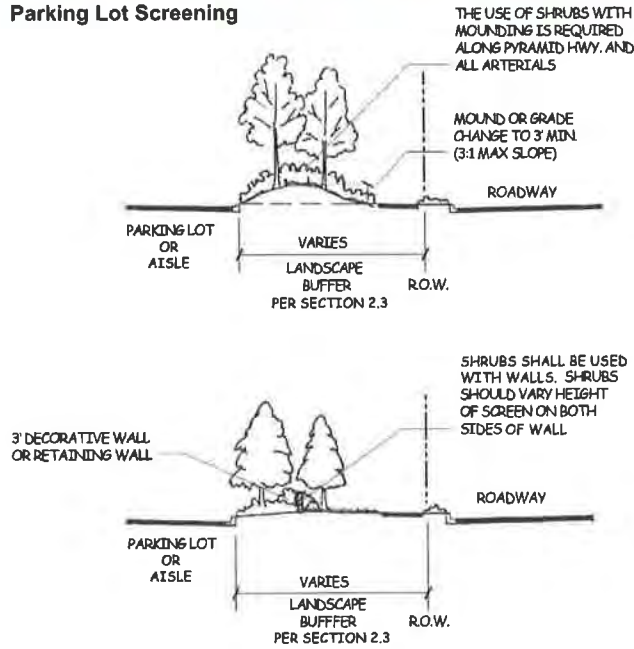 Parking Lot Screening
THE USE OF SHRUBS WITH
MOUNDING IS REQUIRED
ALONG PYRAMID HWY. AND
ALL ARTERIALS
MOUND OR GRADE
CHANGE TO 3' MIN.
(3:1 MAX SLOPE)
ROADWAY
PARKING LOT
OR
AISLE
VARIES
LANDSCAPE
BUFFER
PER SECTION 2.3
R.O.W.
SHRUBS SHALL BE USED
WITH WALLS. SHRUBS
SHOULD VARY HEIGHT
OF SCREEN ON BOTH
SIDES OF WALL
3' DECORATIVE WALL
OR RETAINING WALL
ROADWAY
PARKING LOT
OR
AISLE
VARIES
LANDSCAPE
BUFFFER
PER SECTION 2.3
R.O.W.